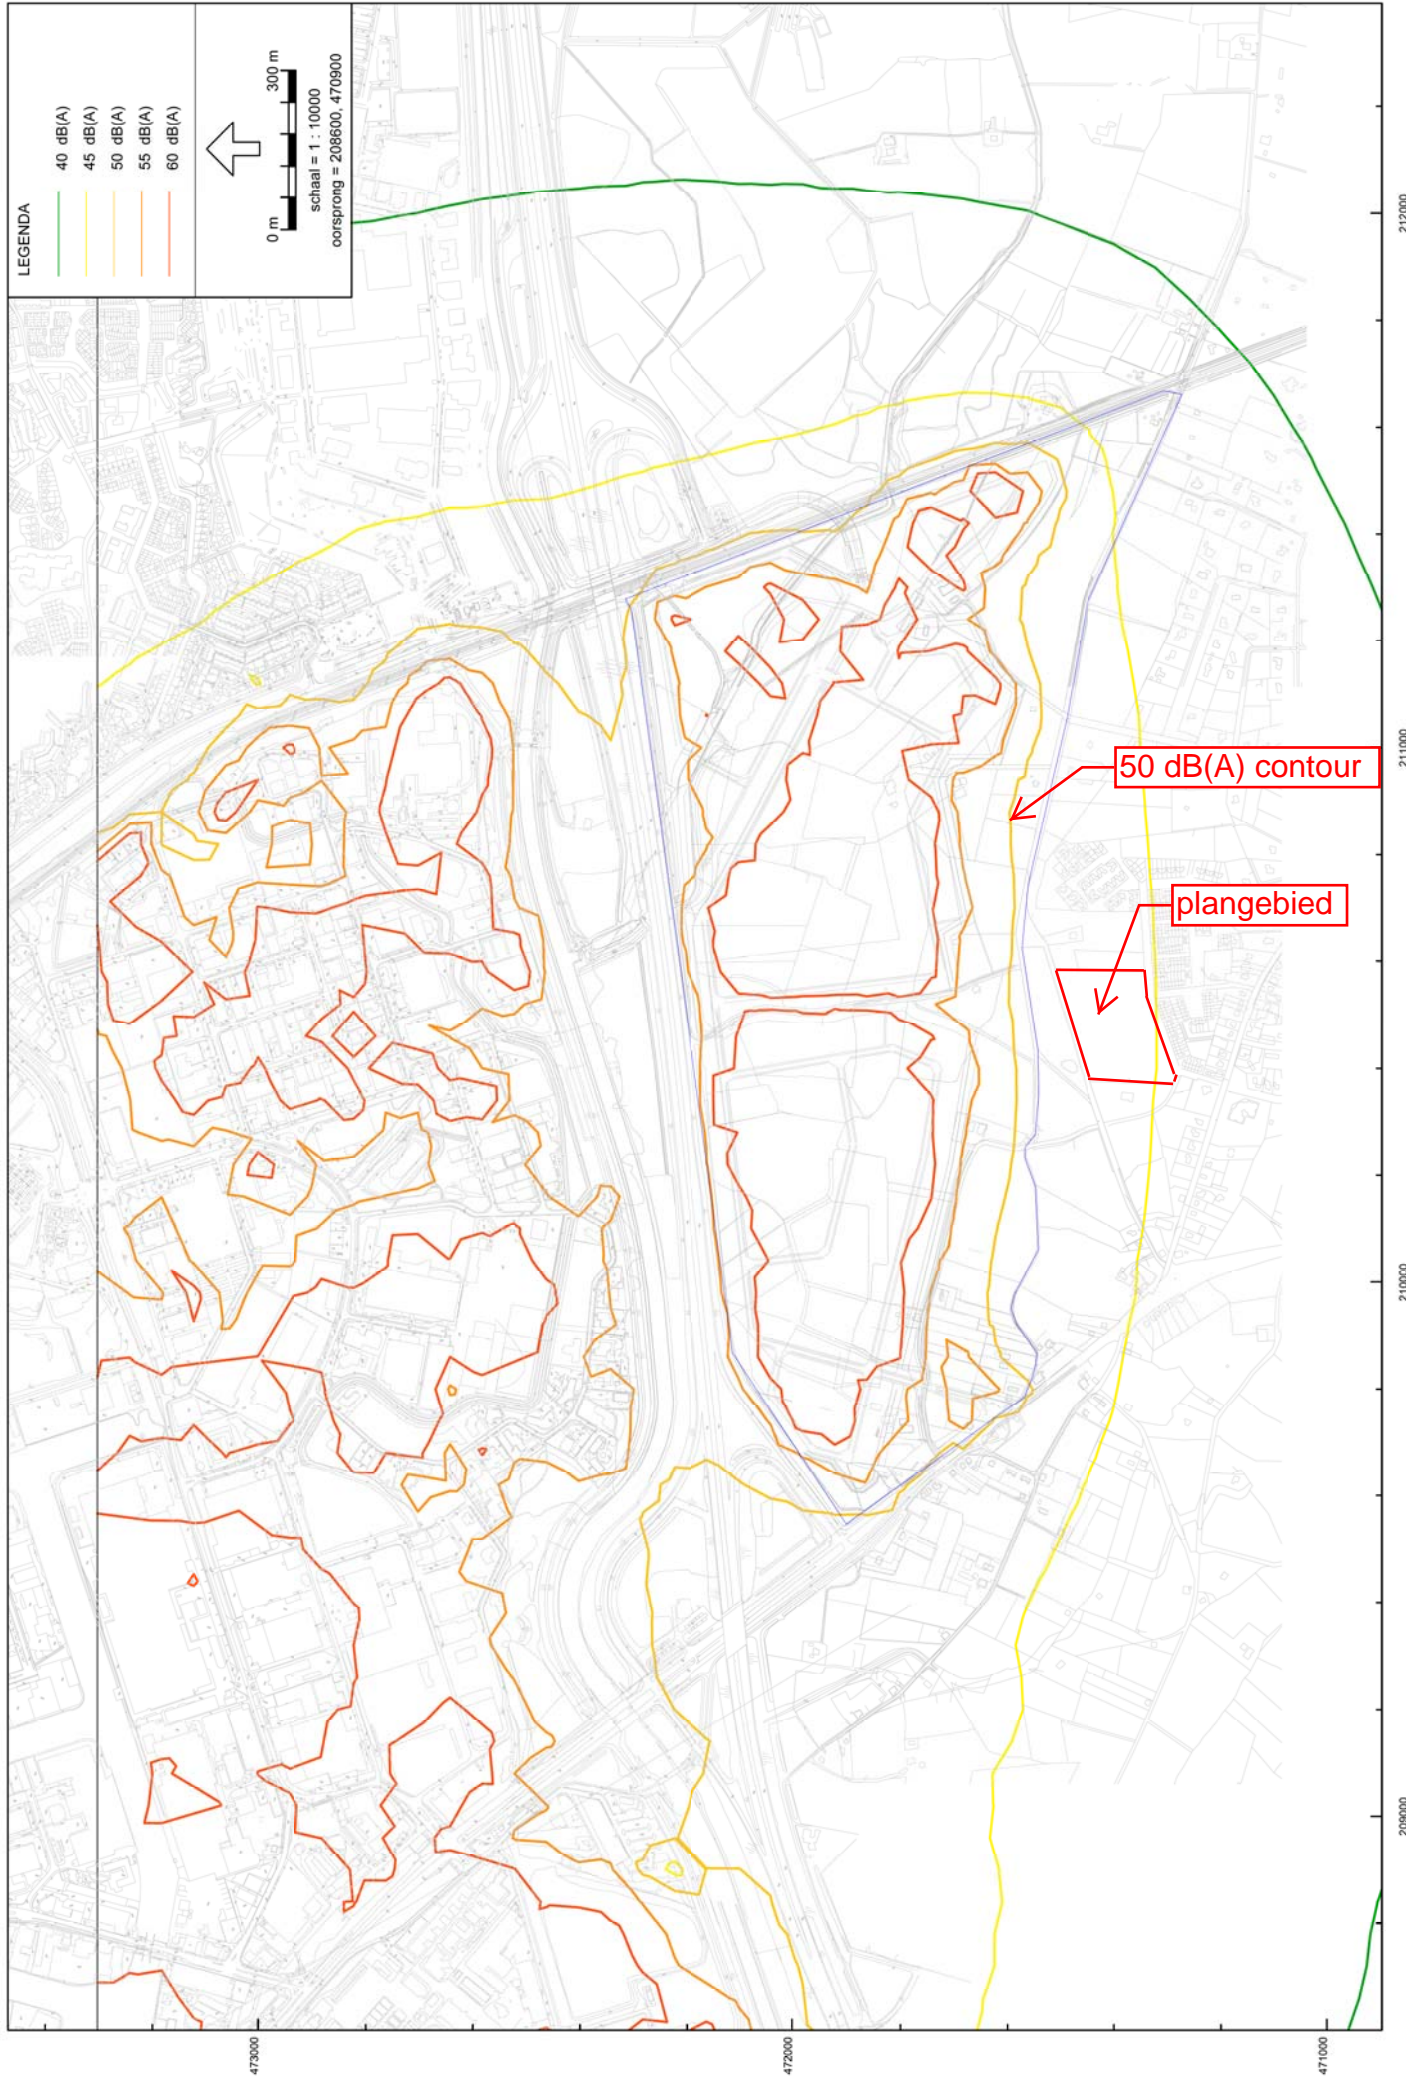 LEGENDA
40 dB(A)
45 dB(A)
50 dB(A)
55 dB(A)
60 dB(A)
0 m 300 m
schaal = 1 : 10000
oorsprong = 208600, 470900
50 dB(A) contour
plangebied
473000
472000
471000
209000
210000
211000
212000